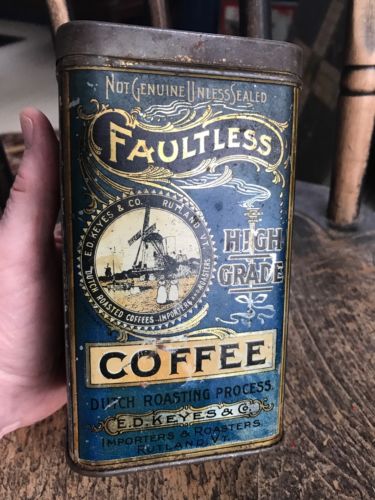 NOT GENUINE UNLESS SEALED
FAULTLESS
E.D. KEYES & CO. RUTLAND, VT.
DUTCH ROASTED COFFEES. IMPORTERS & ROASTERS
HIGH
GRADE
COFFEE
DUTCH ROASTING PROCESS
E.D. KEYES & CO.
IMPORTERS & ROASTERS
RUTLAND, VT.